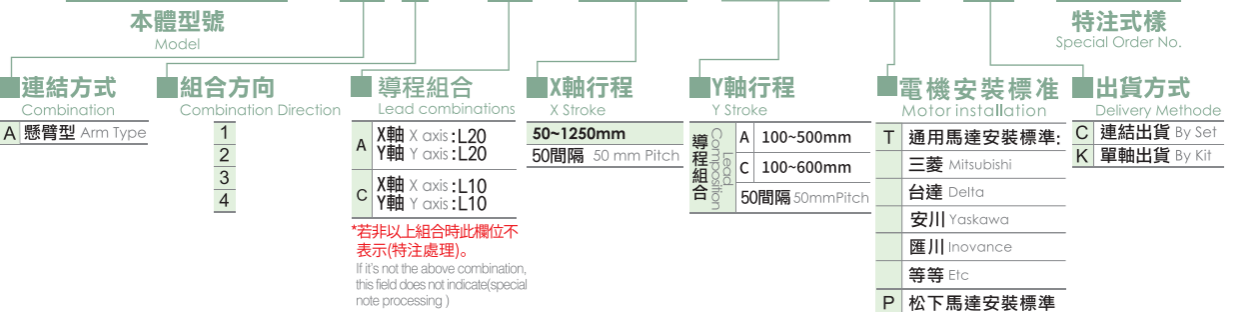 本體型號
Model
特注式樣
Special Order No.
連結方式
Combination
A 懸臂型 Arm Type
組合方向
Combination Direction
1
2
3
4
導程組合
Lead combinations
A X軸 X axis:L20
Y軸 Y axis:L20
C X軸 X axis:L10
Y軸 Y axis:L10
*若非以上組合時此欄位不
表示(特注處理)。
If it's not the above combination,
this field does not indicate(special
note processing )
X軸行程
X Stroke
50~1250mm
50間隔 50 mm Pitch
Y軸行程
Y Stroke
導程組合
Lead
Composition
A 100~500mm
C 100~600mm
50間隔50mmPitch
電機安裝標准
Motor installation
T 通用馬達安裝標準:
三菱 Mitsubishi
台達 Delta
安川 Yaskawa
匯川 Inovance
等等 Etc
P 松下馬達安裝標準
出貨方式
Delivery Methode
C 連結出貨 By Set
K 單軸出貨 By Kit